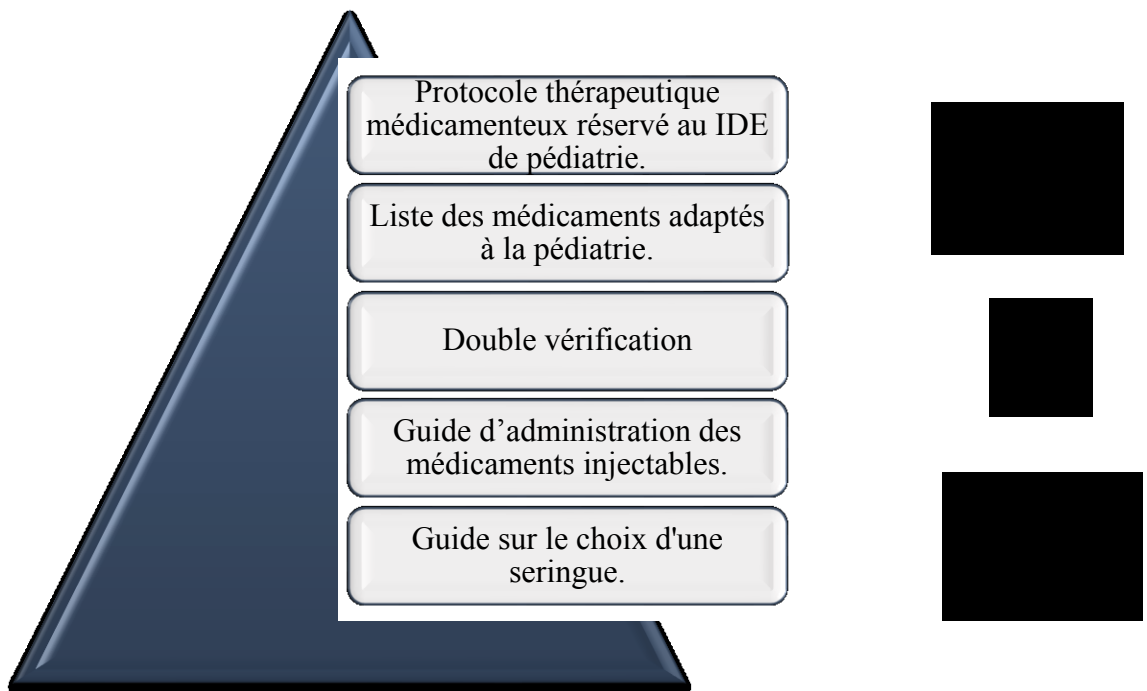 Protocole thérapeutique
médicamenteux réservé au IDE
de pédiatrie.
Liste des médicaments adaptés
à la pédiatrie.
Double vérification
Guide d’administration des
médicaments injectables.
Guide sur le choix d'une
seringue.